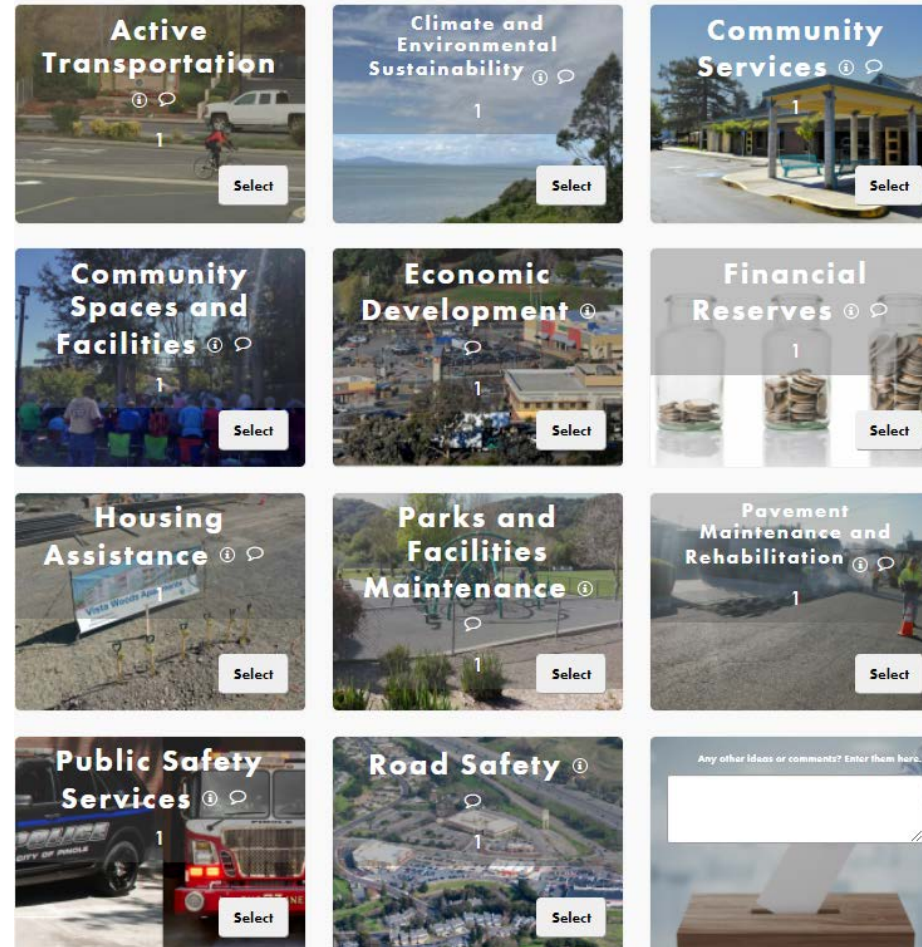 Active
Transportation
1
Select
Climate and
Environmental
Sustainability
1
Select
Community
Services
1
Select
Community
Spaces and
Facilities
1
Select
Economic
Development
1
Select
Financial
Reserves
1
Select
Housing
Assistance
Vista Woods Apartments
1
Select
Parks and
Facilities
Maintenance
1
Select
Pavement
Maintenance and
Rehabilitation
1
Select
Public Safety
Services
1
POLICE
CITY OF PINOLE
PINOLE
Select
Road Safety
1
Select
Any other ideas or comments? Enter them here.